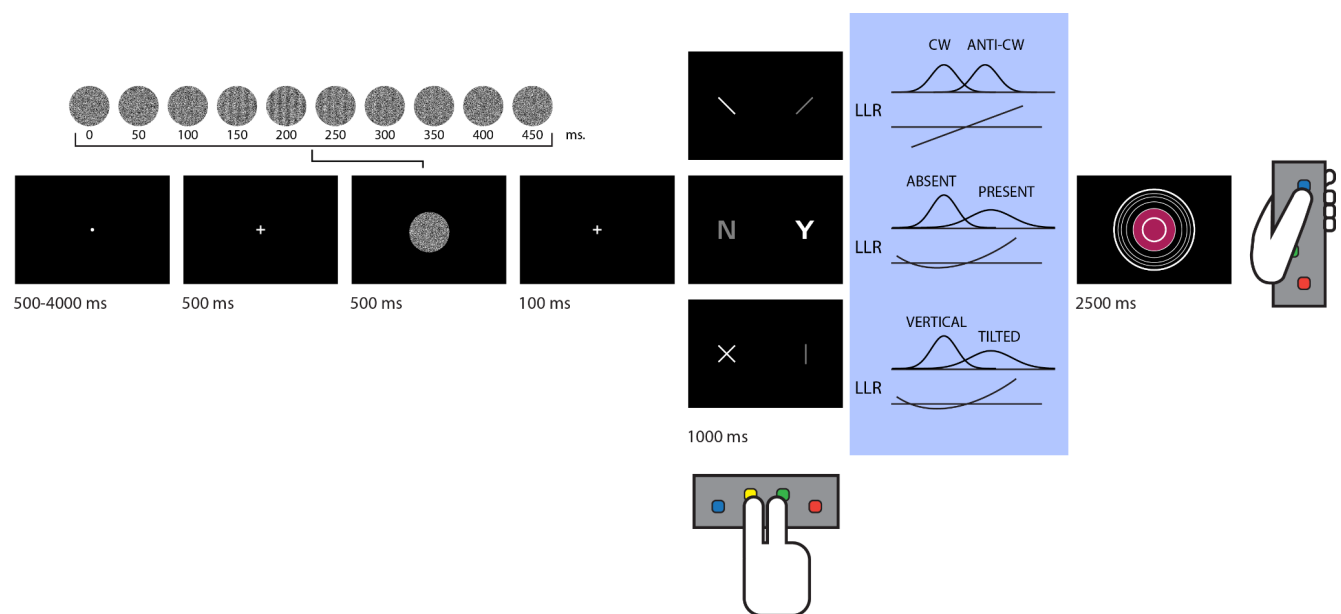 0 50 100 150 200 250 300 350 400 450 ms.
500-4000 ms
500 ms
500 ms
100 ms
N Y
1000 ms
CW ANTI-CW
LLR
ABSENT PRESENT
LLR
VERTICAL TILTED
LLR
2500 ms